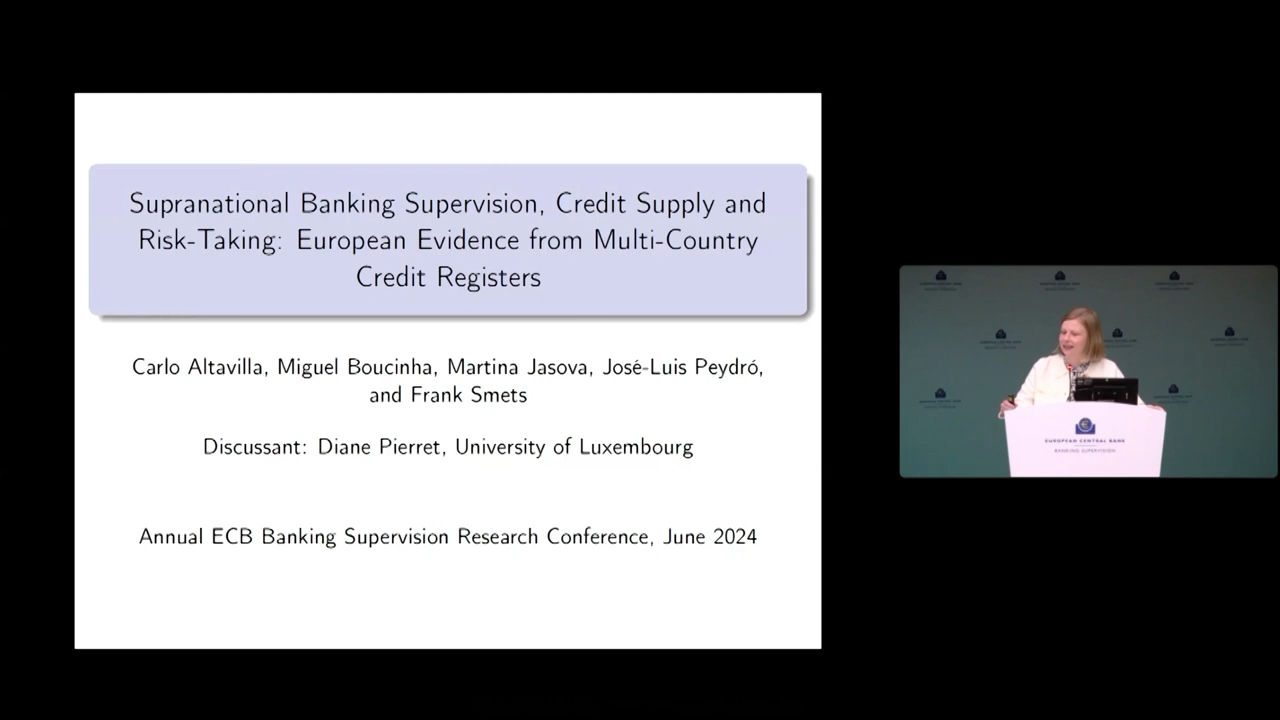 Supranational Banking Supervision, Credit Supply and
Risk-Taking: European Evidence from Multi-Country
Credit Registers
Carlo Altavilla, Miguel Boucinha, Martina Jasova, José-Luis Peydró,
and Frank Smets
Discussant: Diane Pierret, University of Luxembourg
Annual ECB Banking Supervision Research Conference, June 2024
EUROPEAN CENTRAL BANK
BANKING SUPERVISION